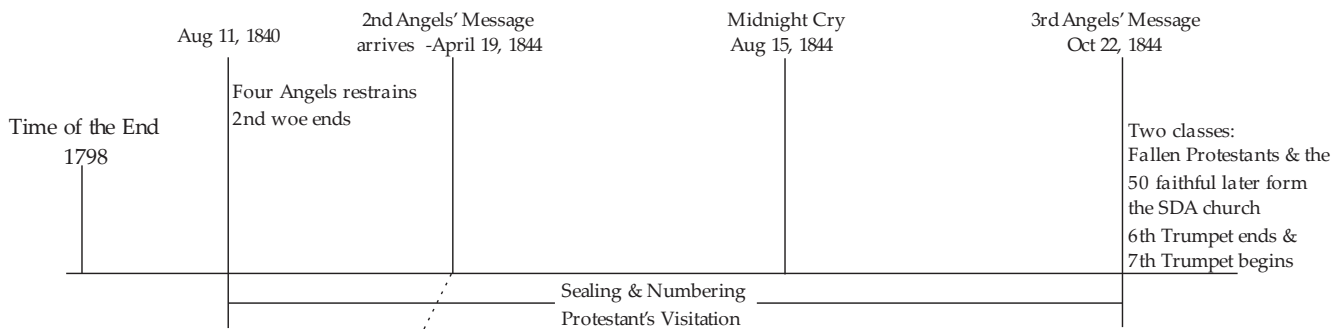 Time of the End
1798
Aug 11, 1840
Four Angels restrains
2nd woe ends
2nd Angels' Message
arrives -April 19, 1844
Midnight Cry
Aug 15, 1844
3rd Angels' Message
Oct 22, 1844
Two classes:
Fallen Protestants & the
50 faithful later form
the SDA church
6th Trumpet ends &
7th Trumpet begins
Sealing & Numbering
Protestant's Visitation